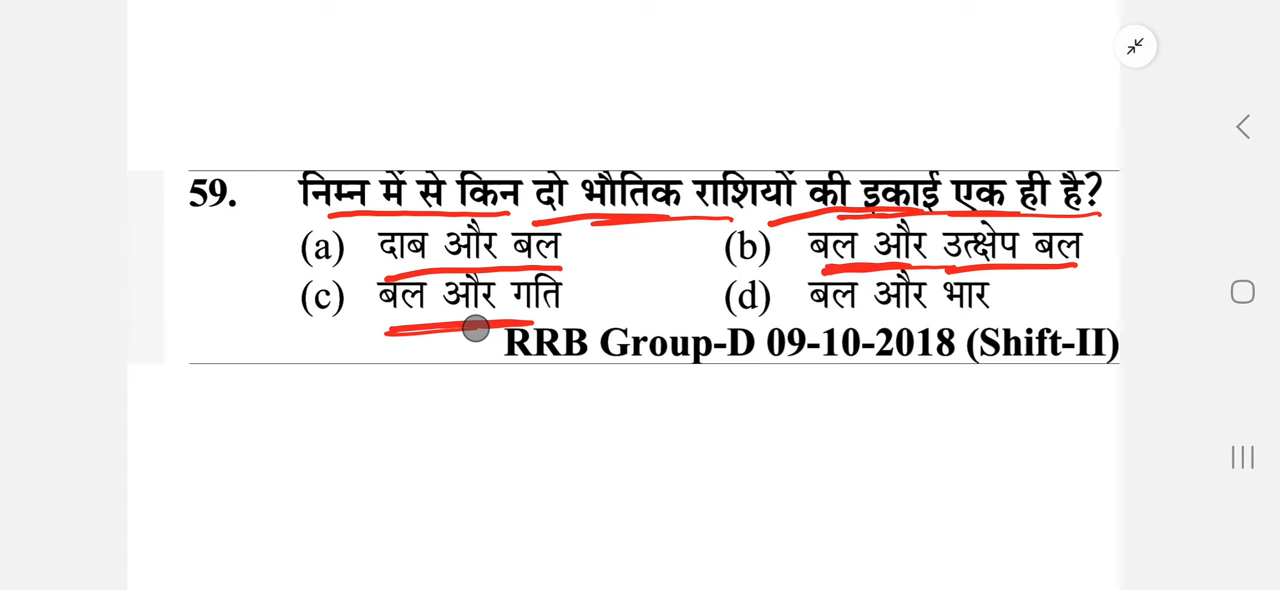 59. निम्न में से किन दो भौतिक राशियों की इकाई एक ही है?
(a) दाब और बल (b) बल और उत्क्षेप बल
(c) बल और गति (d) बल और भार
RRB Group-D 09-10-2018 (Shift-II)